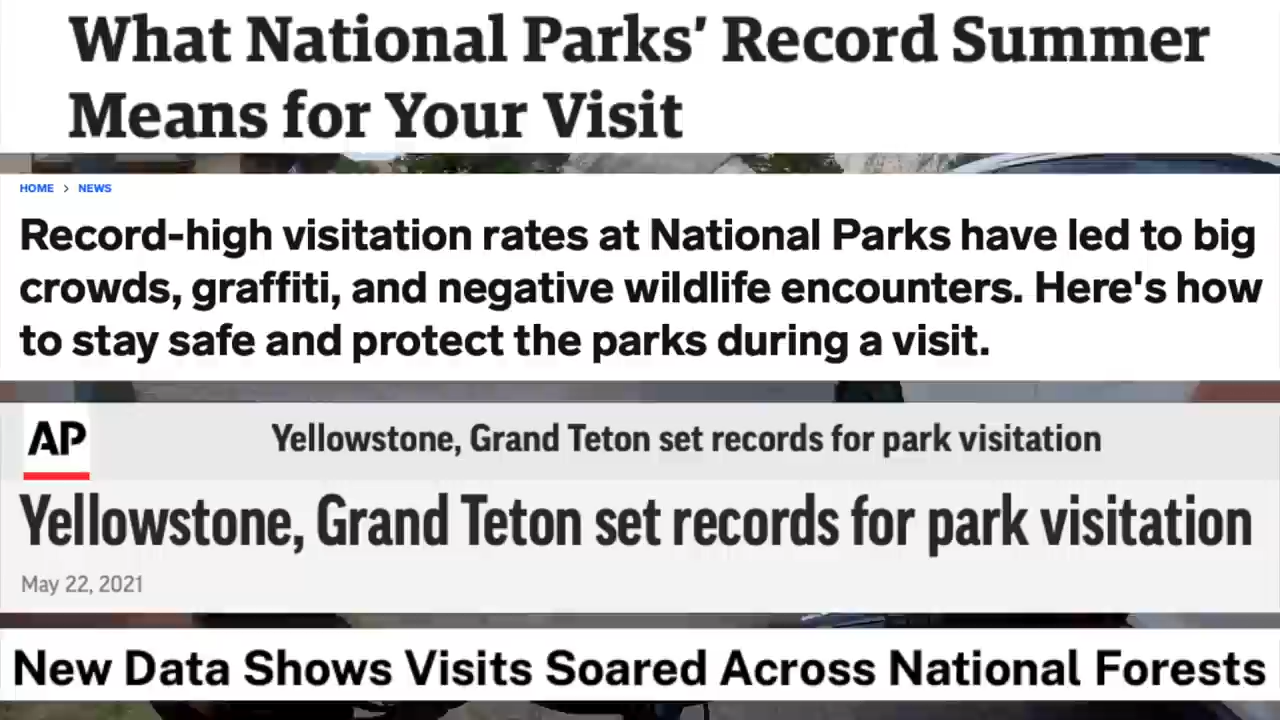 What National Parks’ Record Summer
Means for Your Visit
HOME > NEWS
Record-high visitation rates at National Parks have led to big
crowds, graffiti, and negative wildlife encounters. Here's how
to stay safe and protect the parks during a visit.
AP
Yellowstone, Grand Teton set records for park visitation
Yellowstone, Grand Teton set records for park visitation
May 22, 2021
New Data Shows Visits Soared Across National Forests